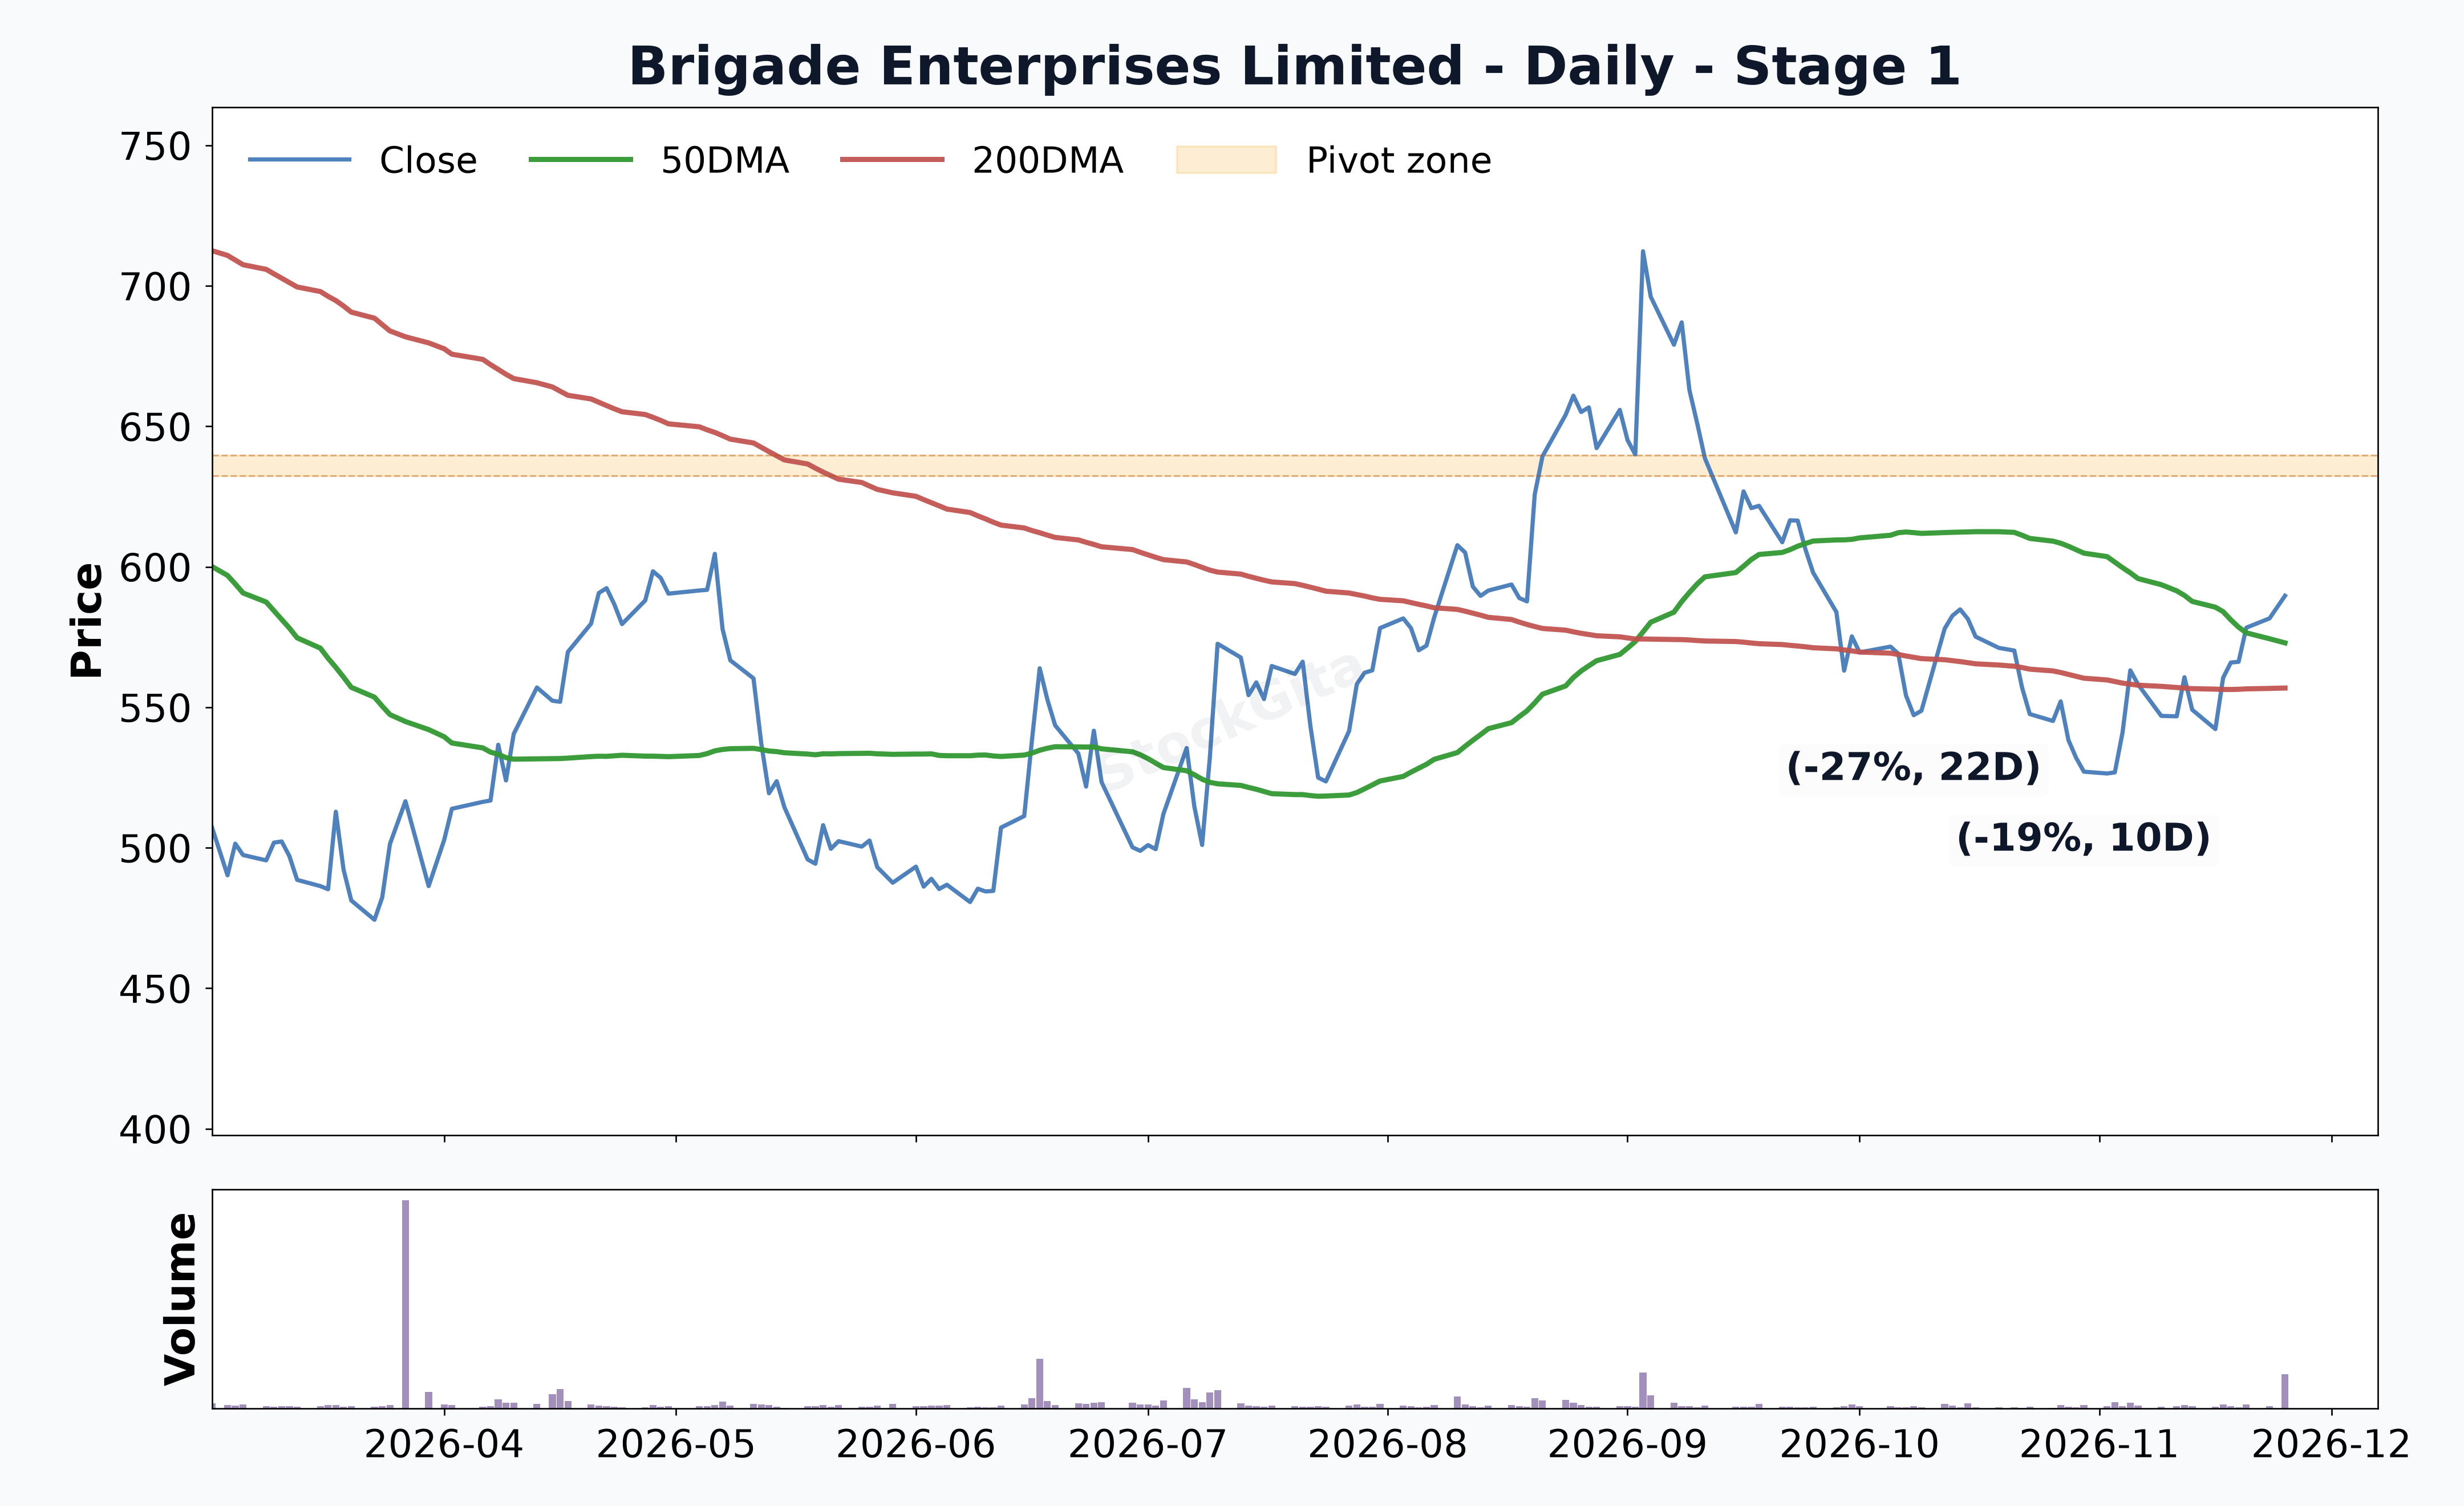 Brigade Enterprises Limited - Daily - Stage 1
Close 50DMA 200DMA Pivot zone
750
700
650
600
550
500
450
400
Price
StockGita
(-27%, 22D)
(-19%, 10D)
Volume
2026-04 2026-05 2026-06 2026-07 2026-08 2026-09 2026-10 2026-11 2026-12